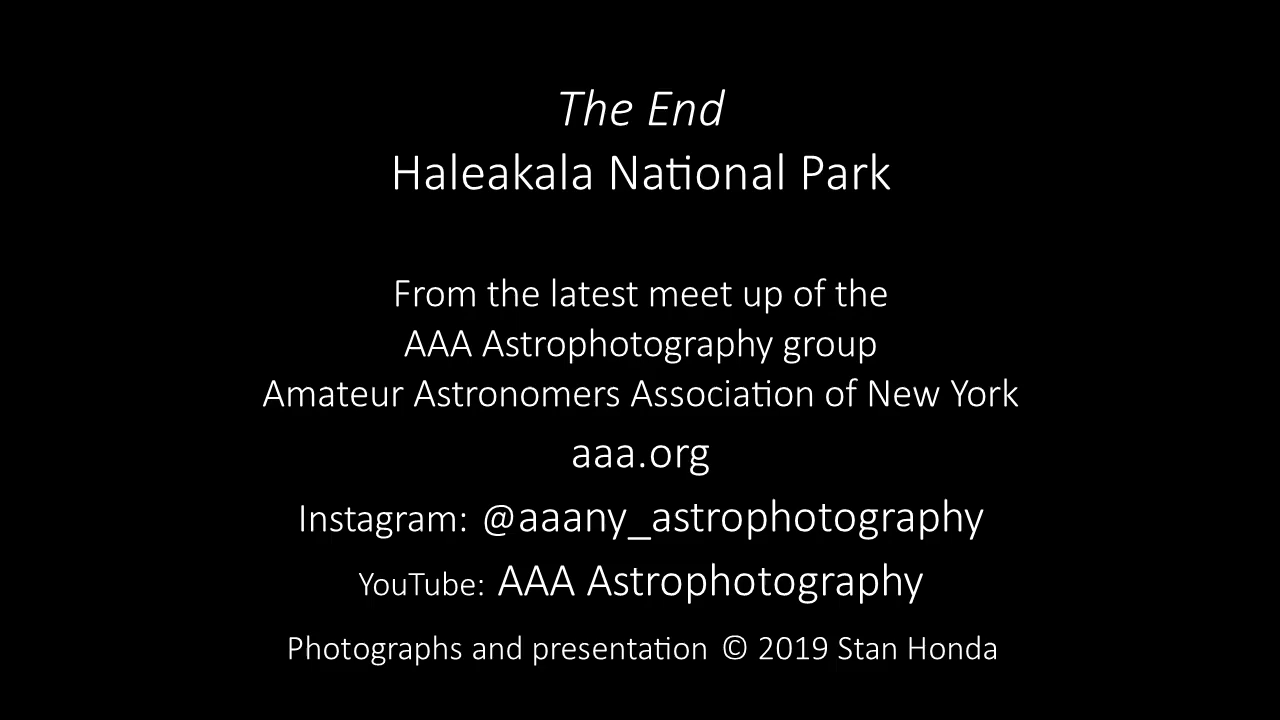 The End
Haleakala National Park
From the latest meet up of the
AAA Astrophotography group
Amateur Astronomers Association of New York
aaa.org
Instagram: @aaany_astrophotography
YouTube: AAA Astrophotography
Photographs and presentation © 2019 Stan Honda